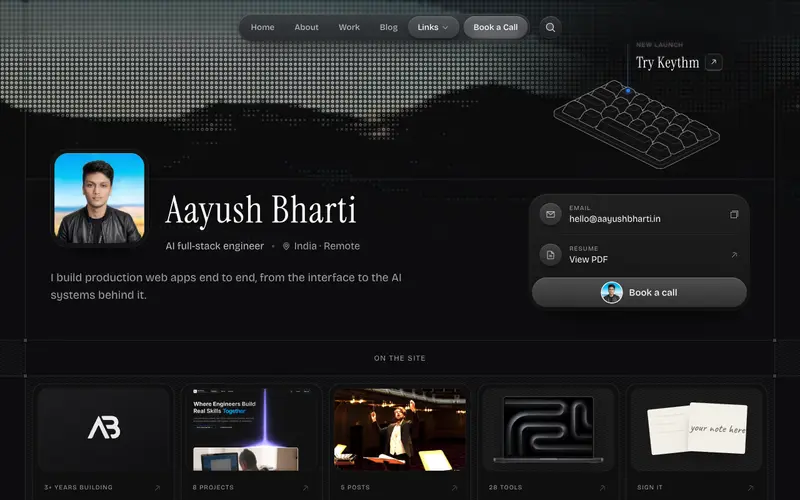 Home
About
Work
Blog
Links
Book a Call
NEW LAUNCH
Try Keythm
Aayush Bharti
AI full-stack engineer
India · Remote
I build production web apps end to end, from the interface to the AI
systems behind it.
EMAIL
hello@aayushbharti.in
RESUME
View PDF
Book a call
ON THE SITE
AB
Where Engineers Build
Real Skills Together
your note here
3+ YEARS BUILDING
8 PROJECTS
5 POSTS
28 TOOLS
SIGN IT